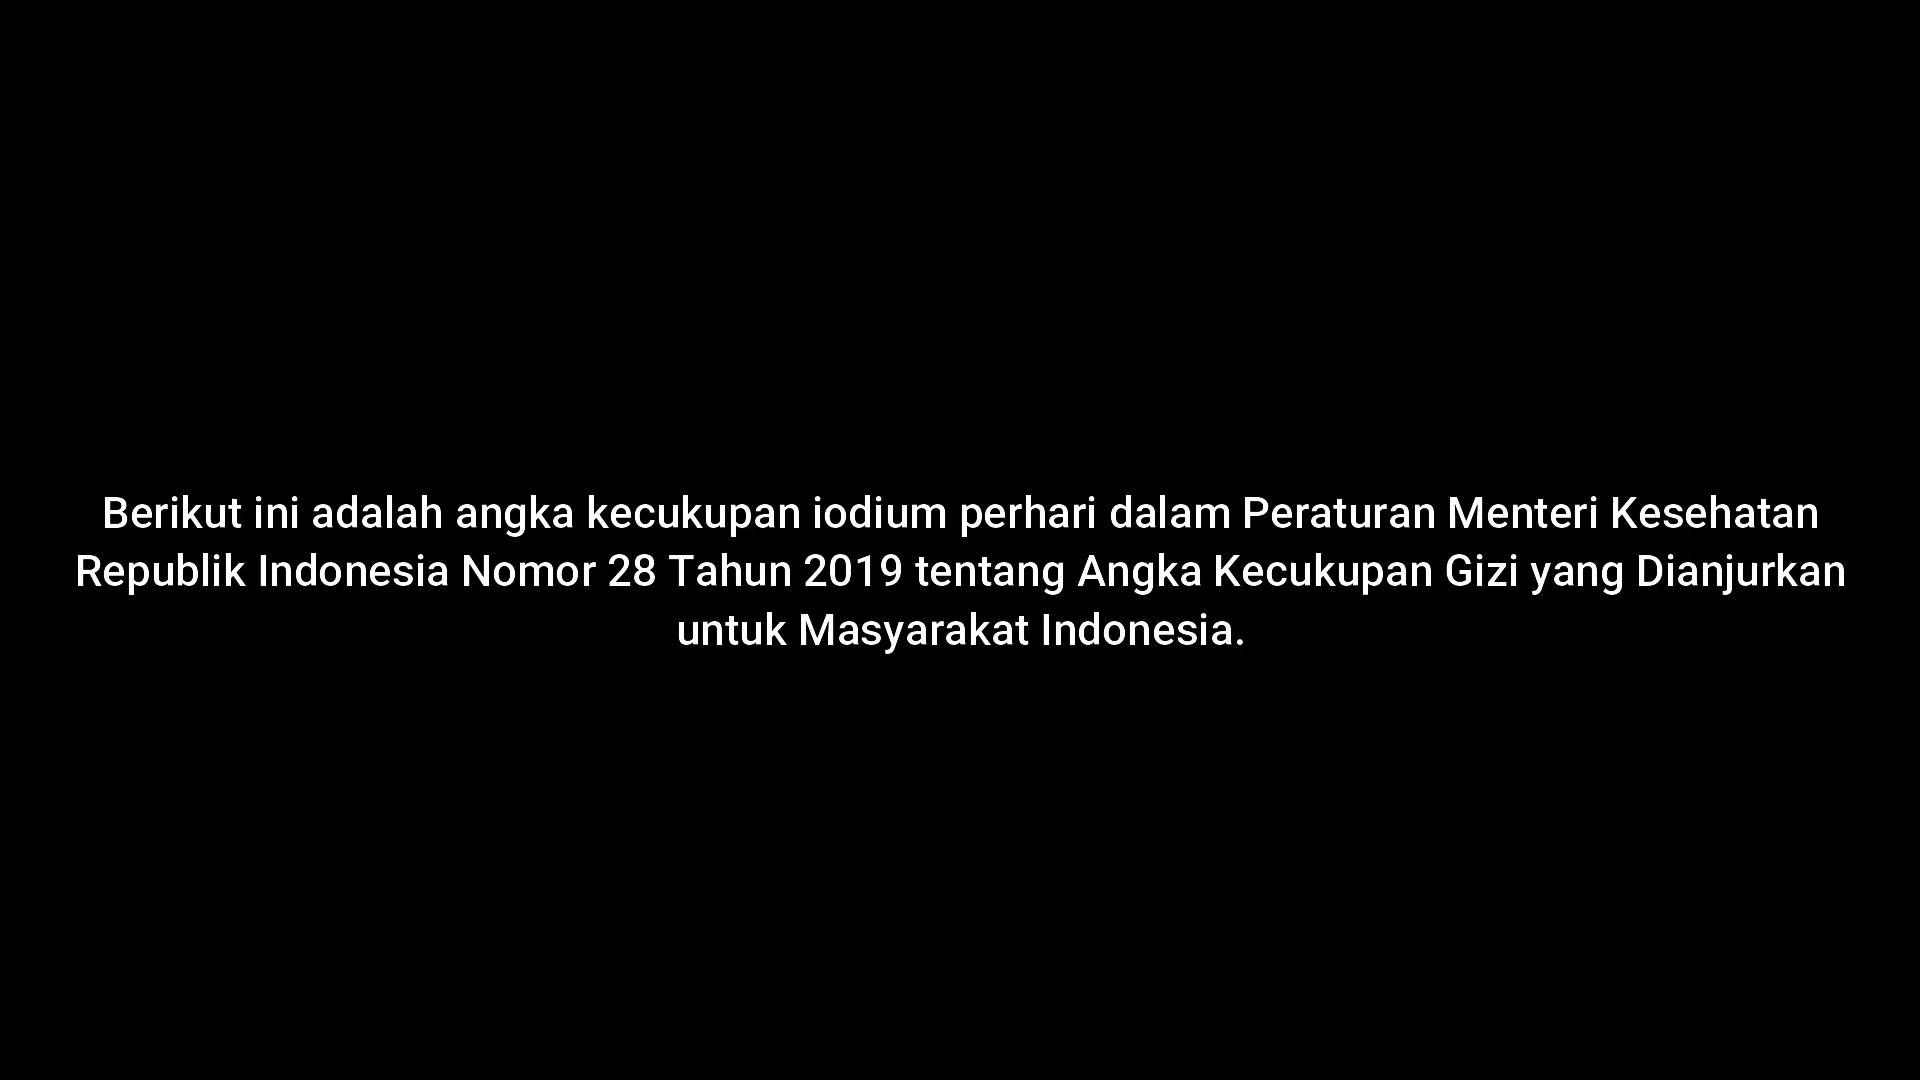 Berikut ini adalah angka kecukupan iodium perhari dalam Peraturan Menteri Kesehatan
Republik Indonesia Nomor 28 Tahun 2019 tentang Angka Kecukupan Gizi yang Dianjurkan
untuk Masyarakat Indonesia.